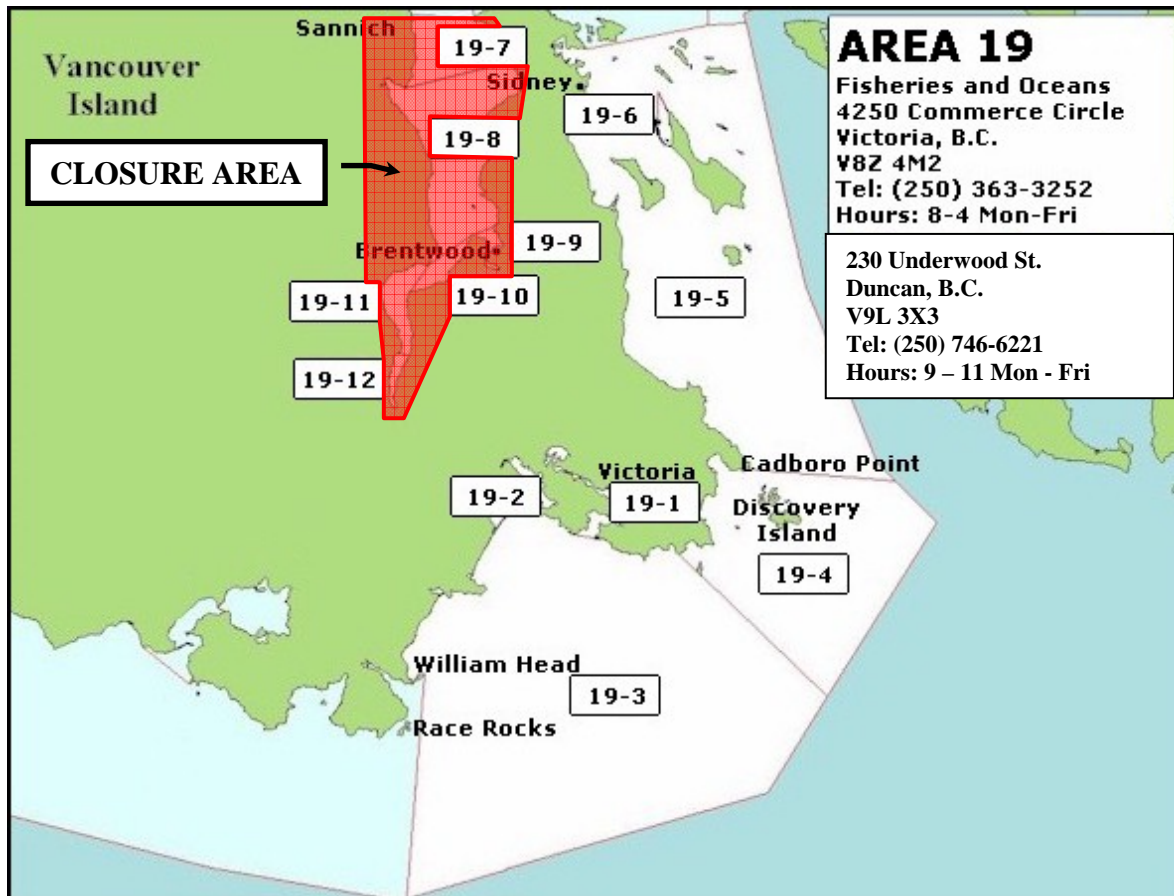 Sannich
19-7
Vancouver
Island
Sidney
19-6
19-8
CLOSURE AREA
AREA 19
Fisheries and Oceans
4250 Commerce Circle
Victoria, B.C.
V8Z 4M2
Tel: (250) 363-3252
Hours: 8-4 Mon-Fri
Brentwood
19-9
19-11
19-10
19-5
230 Underwood St.
Duncan, B.C.
V9L 3X3
Tel: (250) 746-6221
Hours: 9 – 11 Mon - Fri
19-12
Victoria
Cadboro Point
19-2
19-1
Discovery
Island
19-4
William Head
19-3
Race Rocks